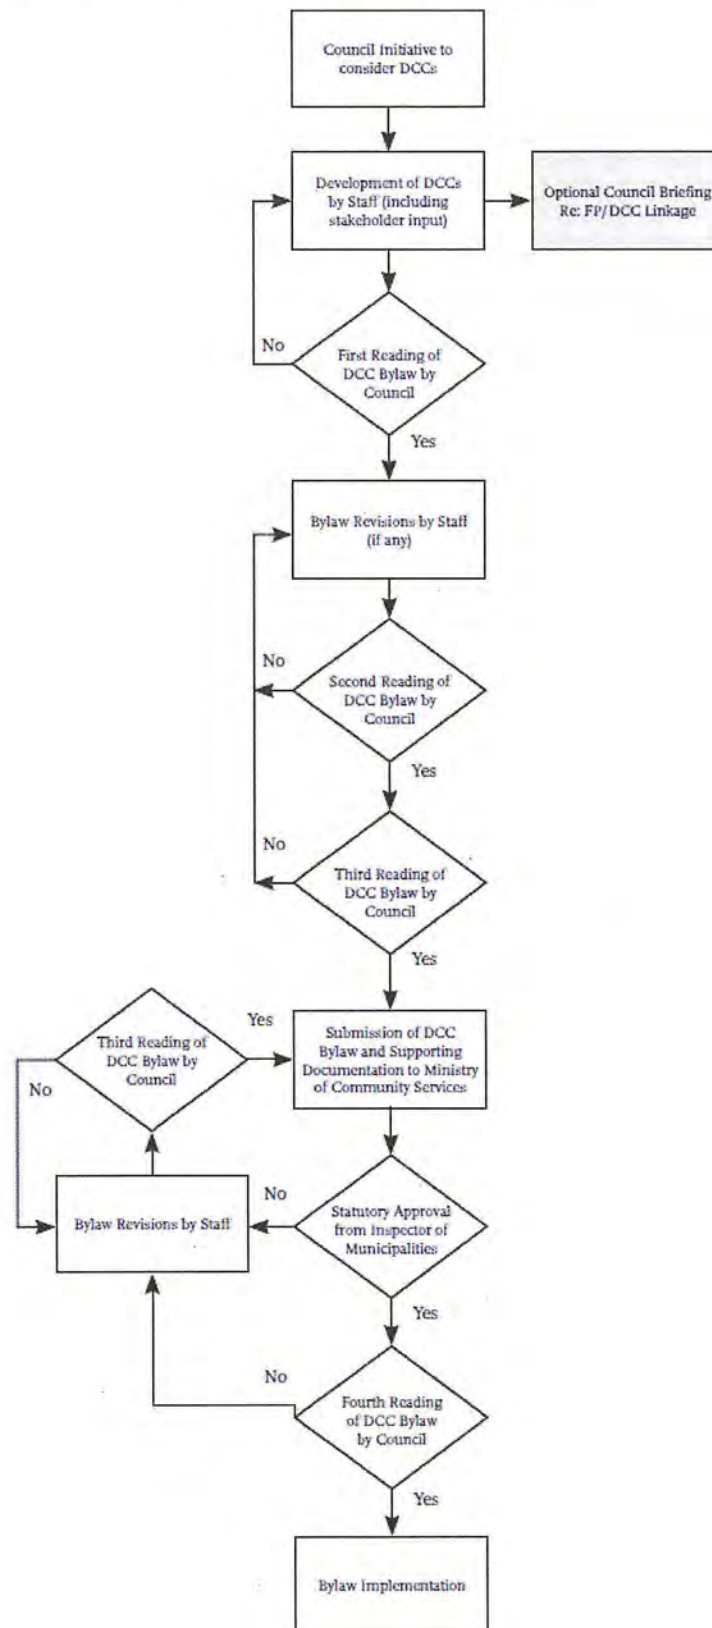 Council Initiative to
consider DCCs
Development of DCCs
by Staff (including
stakeholder input)
Optional Council Briefing
Re: FP/DCC Linkage
No
First Reading of
DCC Bylaw by
Council
Yes
Bylaw Revisions by Staff
(if any)
No
Second Reading of
DCC Bylaw by
Council
Yes
No
Third Reading of
DCC Bylaw by
Council
Yes
Third Reading of
DCC Bylaw by
Council
Yes
No
Submission of DCC
Bylaw and Supporting
Documentation to Ministry
of Community Services
Bylaw Revisions by Staff
No
Statutory Approval
from Inspector of
Municipalities
Yes
No
Fourth Reading
of DCC Bylaw
by Council
Yes
Bylaw Implementation